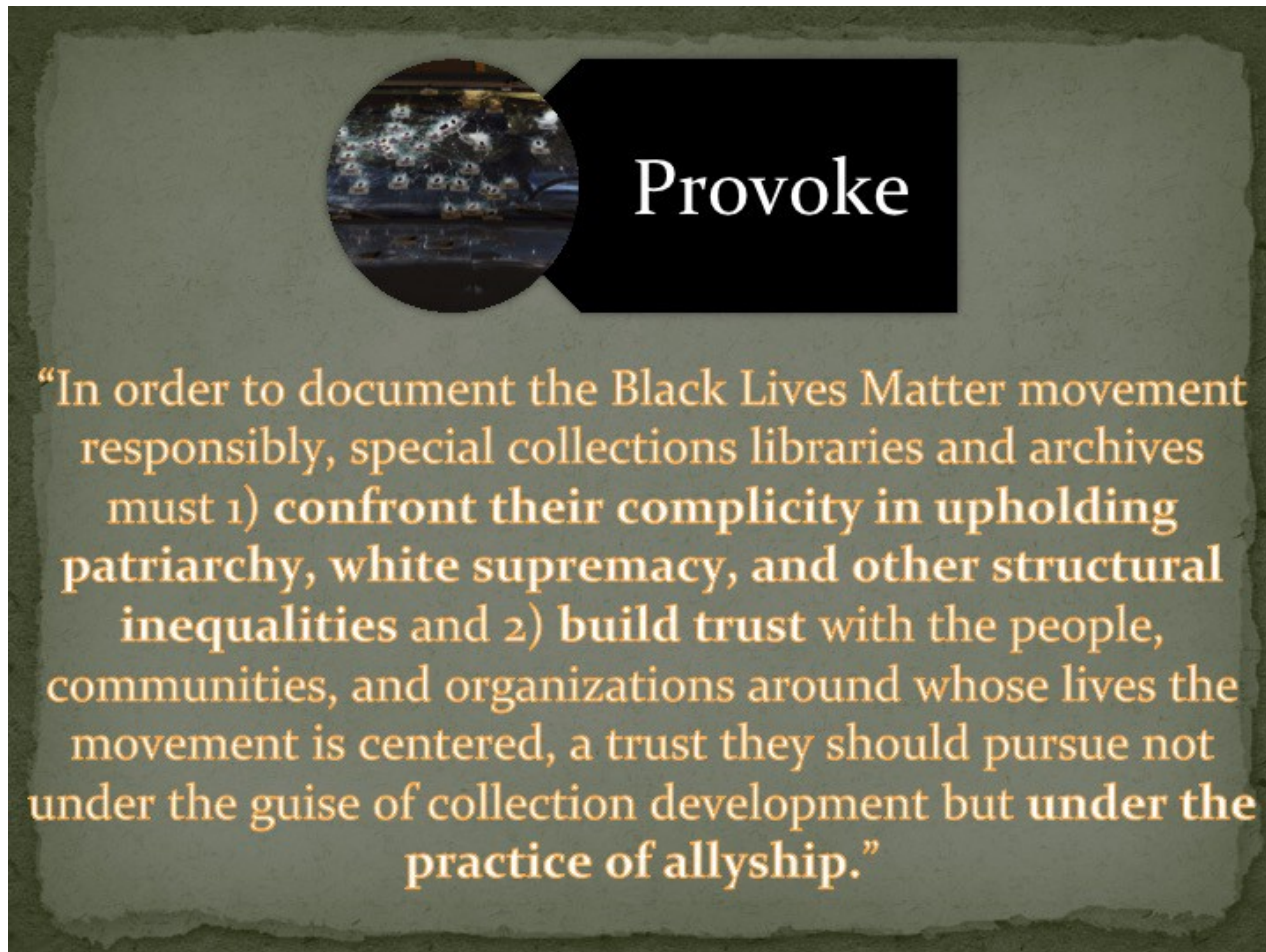 Provoke
“In order to document the Black Lives Matter movement
responsibly, special collections libraries and archives
must 1) confront their complicity in upholding
patriarchy, white supremacy, and other structural
inequalities and 2) build trust with the people,
communities, and organizations around whose lives the
movement is centered, a trust they should pursue not
under the guise of collection development but under the
practice of allyship.”